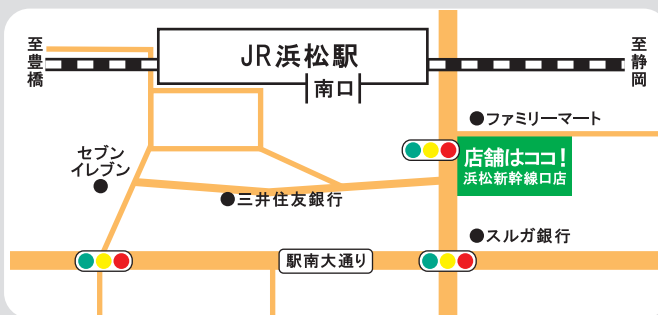 至豊橋
JR浜松駅
南口
至静岡
ファミリーマート
セブン
イレブン
店舗はココ!
浜松新幹線口店
三井住友銀行
スルガ銀行
駅南大通り